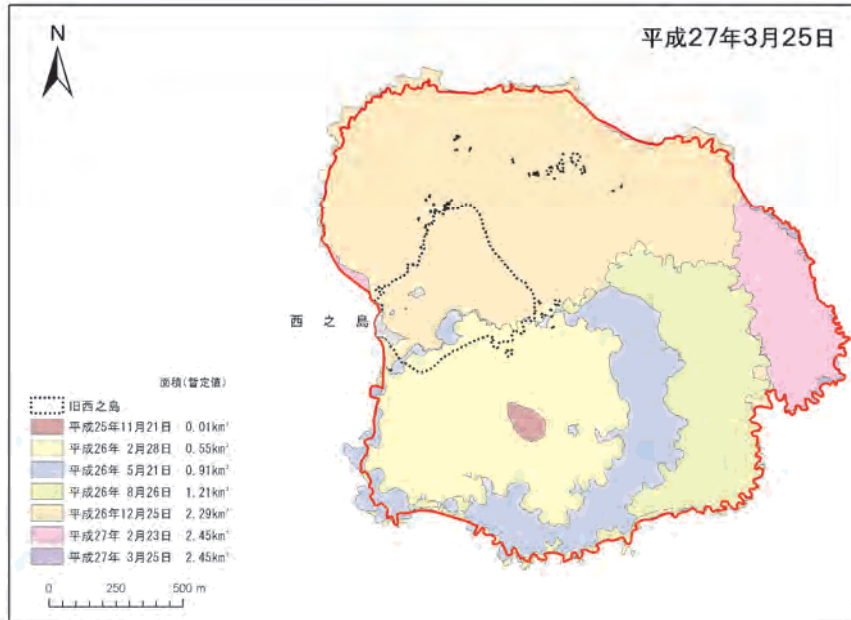 N
平成27年3月25日
西之島
面積(暫定値)
旧西之島
平成25年11月21日 0.01km²
平成26年 2月28日 0.55km²
平成26年 5月21日 0.91km²
平成26年 8月26日 1.21km²
平成26年12月25日 2.29km²
平成27年 2月23日 2.45km²
平成27年 3月25日 2.45km²
0 250 500 m